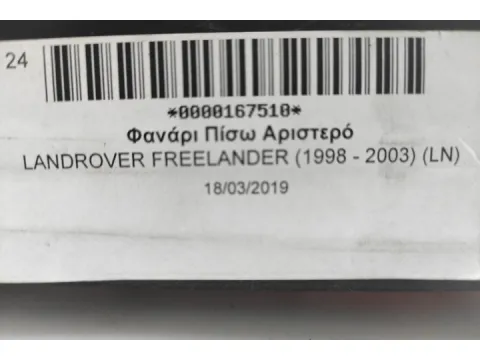 24
*0000167510*
Φανάρι Πίσω Αριστερό
LANDROVER FREELANDER (1998 - 2003) (LN)
18/03/2019